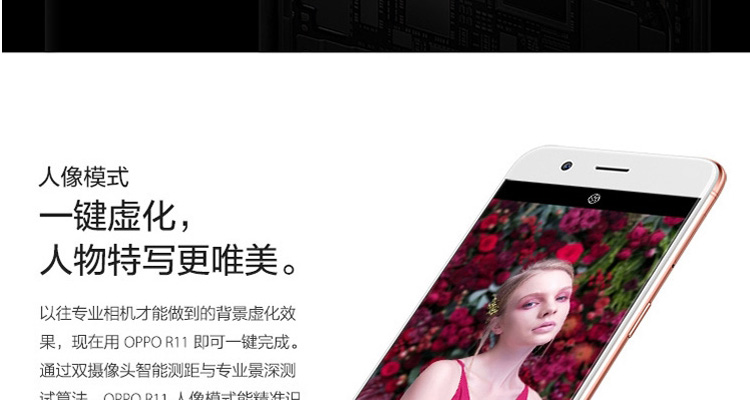 人像模式
一键虚化，
人物特写更唯美。
以往专业相机才能做到的背景虚化效
果，现在用 OPPO R11 即可一键完成。
通过双摄像头智能测距与专业景深测
试算法，OPPO R11 人像模式能精准识